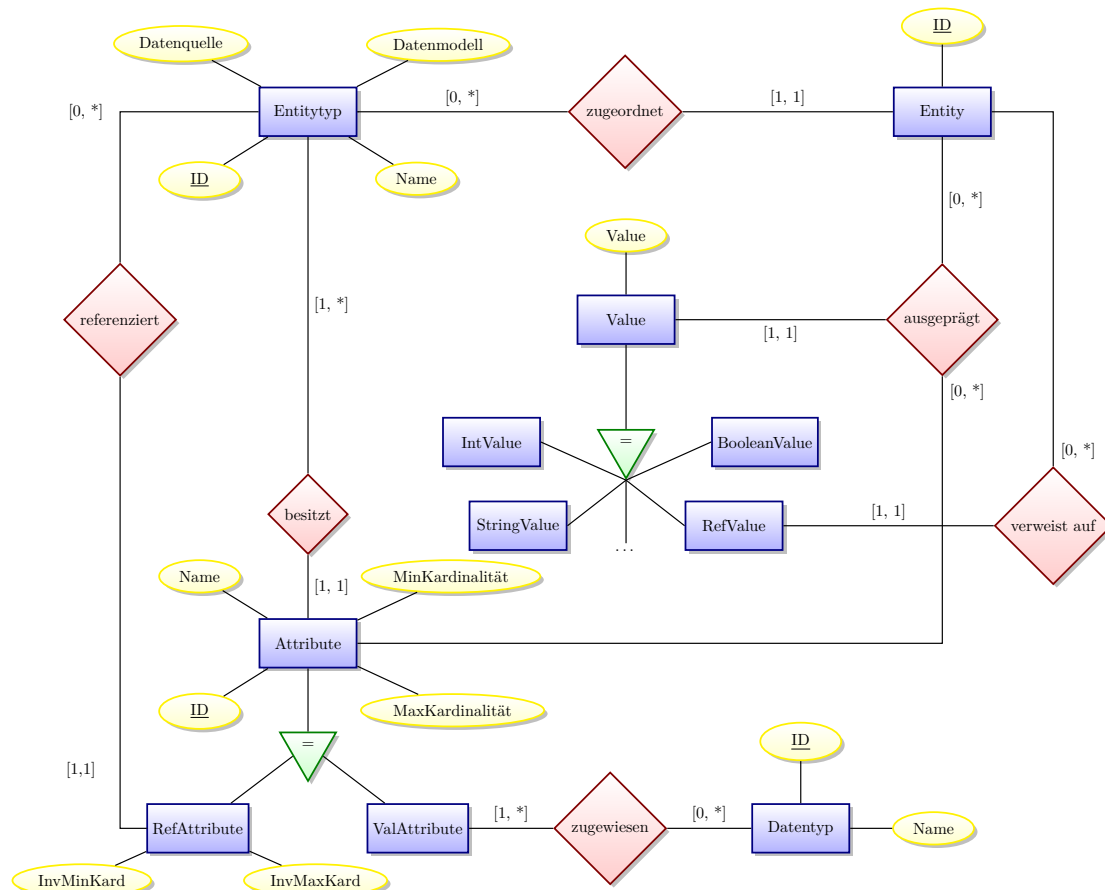 ID
Datenquelle
Datenmodell
[0, *]
[0, *]
[1, 1]
Entitytyp
zugeordnet
Entity
ID
Name
[0, *]
Value
[1, *]
referenziert
Value
ausgeprägt
[1, 1]
[0, *]
IntValue
=
BooleanValue
[0, *]
besitzt
StringValue
RefValue
[1, 1]
verweist auf
...
Name
[1, 1]
MinKardinalität
Attribute
ID
MaxKardinalität
=
ID
[1,1]
[1, *]
[0, *]
RefAttribute
ValAttribute
zugewiesen
Datentyp
Name
InvMinKard
InvMaxKard